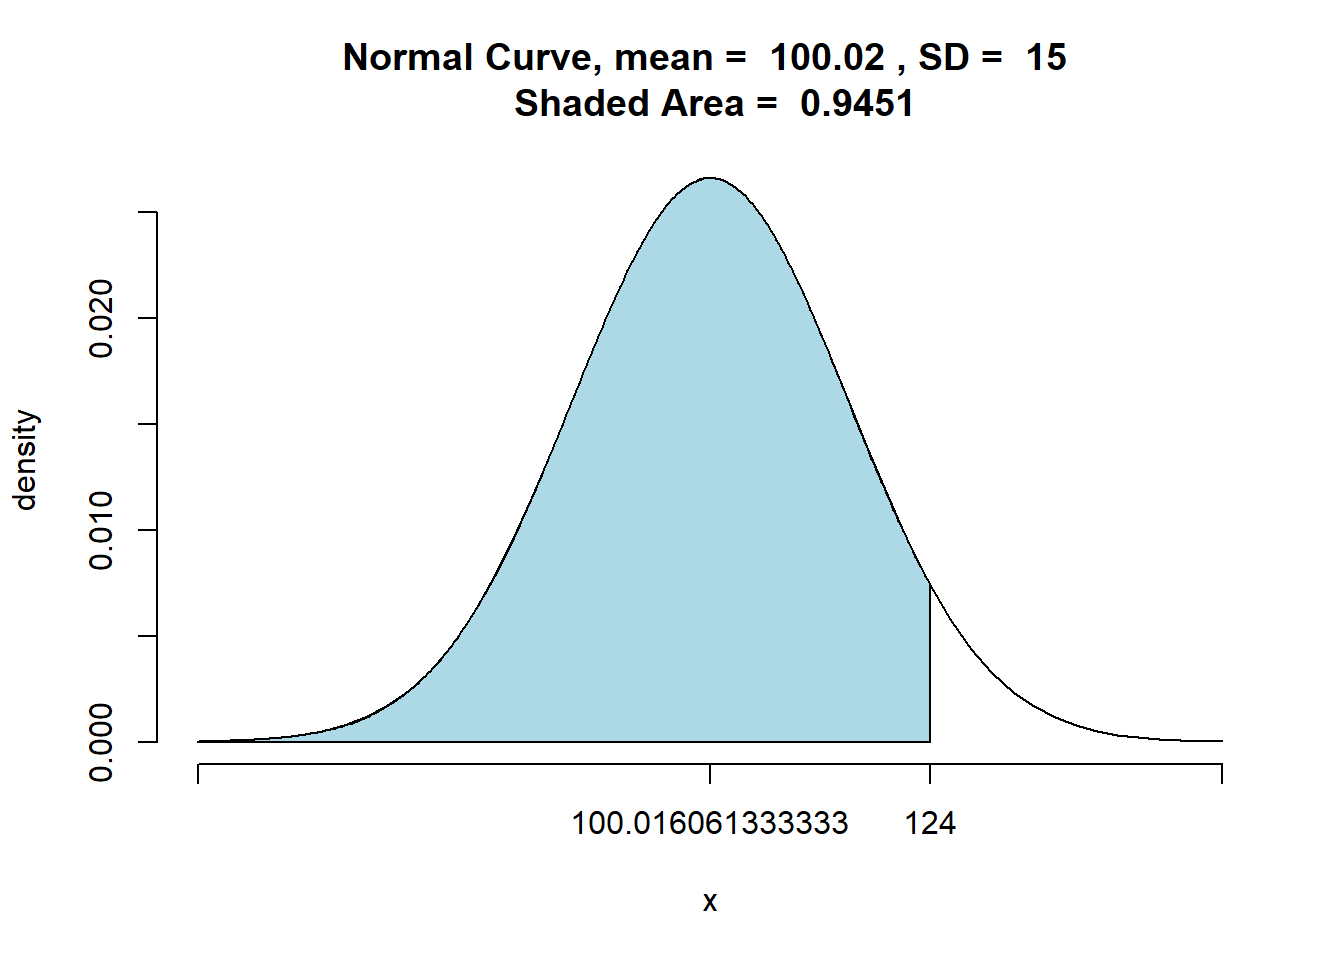 Normal Curve, mean =  100.02 , SD =  15
Shaded Area =  0.9451
density
0.020
0.010
0.000
100.016061333333
124
x